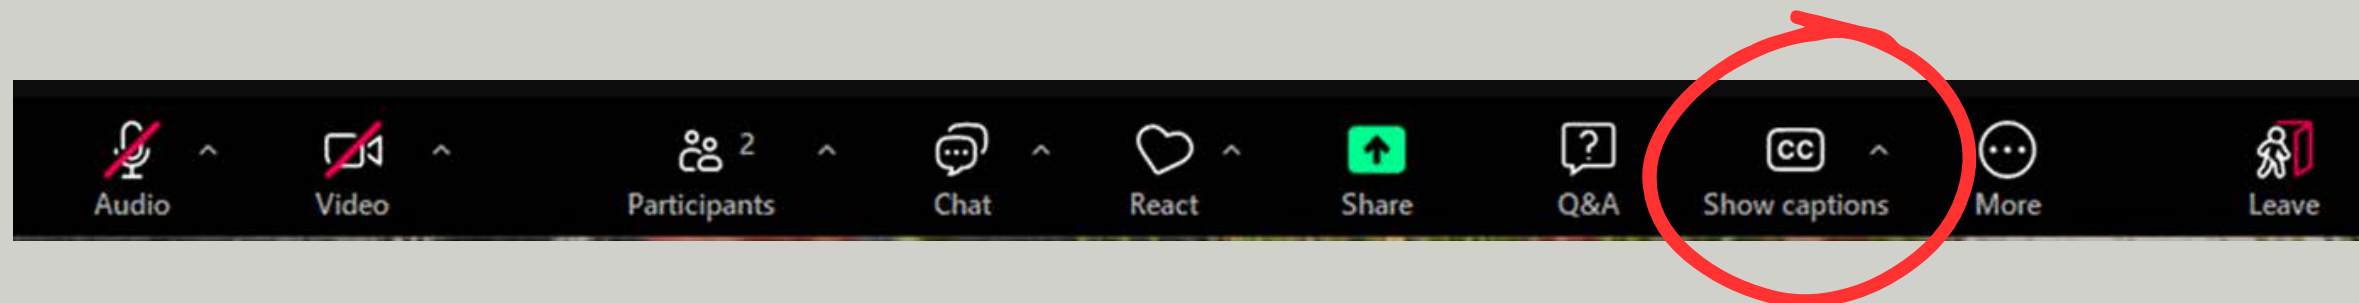 2
Audio
Video
Participants
Chat
React
Share
?
Q&A
CC
Show captions
More
Leave